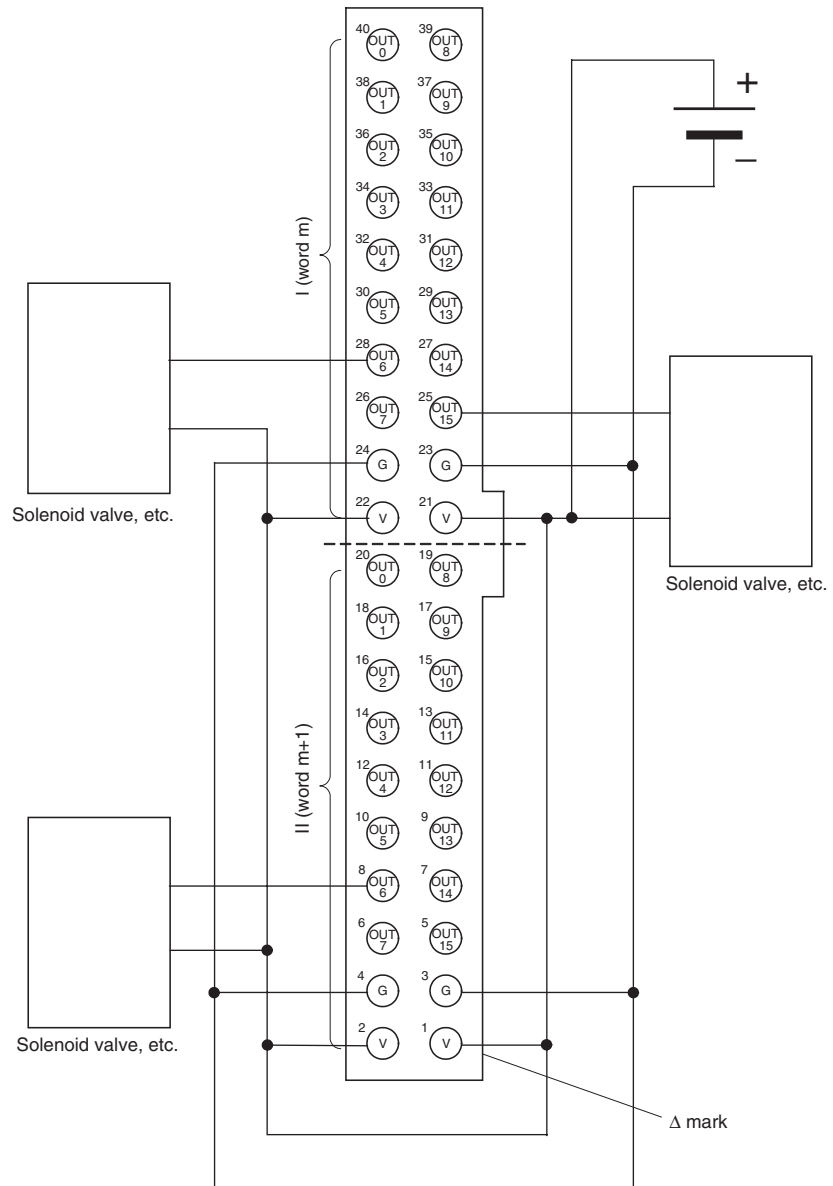 40 OUT 0 39 OUT 8
38 OUT 1 37 OUT 9
36 OUT 2 35 OUT 10
34 OUT 3 33 OUT 11
32 OUT 4 31 OUT 12
30 OUT 5 29 OUT 13
28 OUT 6 27 OUT 14
26 OUT 7 25 OUT 15
24 G 23 G
22 V 21 V
I (word m)
+
−
Solenoid valve, etc.
Solenoid valve, etc.
20 OUT 0 19 OUT 8
18 OUT 1 17 OUT 9
16 OUT 2 15 OUT 10
14 OUT 3 13 OUT 11
12 OUT 4 11 OUT 12
10 OUT 5 9 OUT 13
8 OUT 6 7 OUT 14
6 OUT 7 5 OUT 15
4 G 3 G
2 V 1 V
II (word m+1)
Solenoid valve, etc.
Δ mark